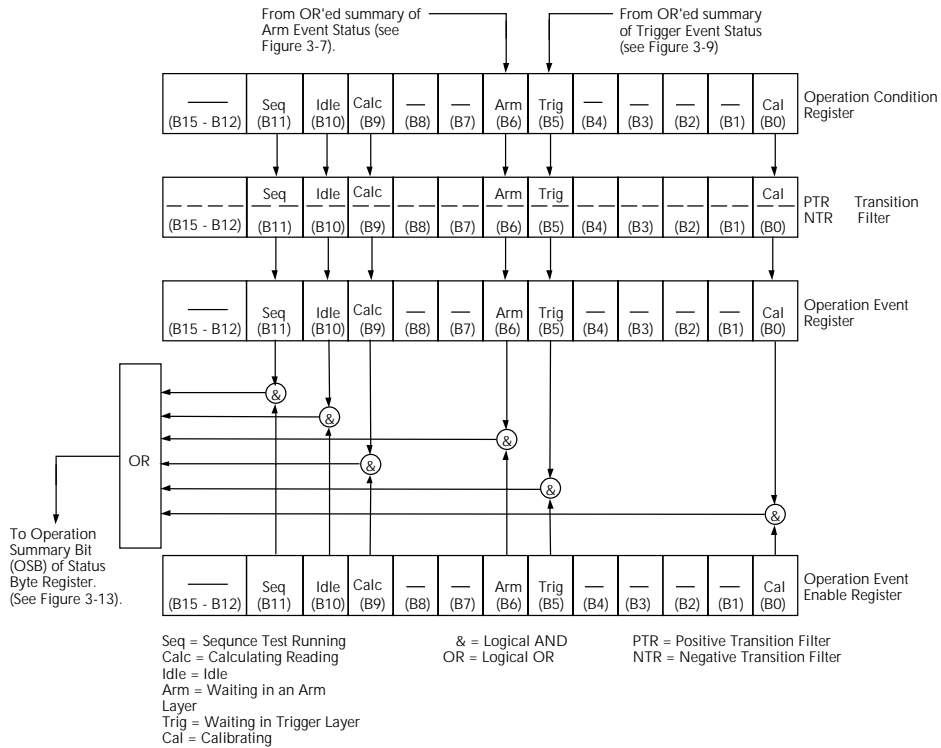 From OR'ed summary of
Arm Event Status (see
Figure 3-7).
From OR'ed summary
of Trigger Event Status
(see Figure 3-9)
Seq Idle Calc — — Arm Trig — — — — Cal
(B15 - B12) (B11) (B10) (B9) (B8) (B7) (B6) (B5) (B4) (B3) (B2) (B1) (B0)
Operation Condition
Register
Seq Idle Calc Arm Trig Cal
(B15 - B12) (B11) (B10) (B9) (B8) (B7) (B6) (B5) (B4) (B3) (B2) (B1) (B0)
PTR Transition
NTR Filter
Seq Idle Calc — — Arm Trig — — — — Cal
(B15 - B12) (B11) (B10) (B9) (B8) (B7) (B6) (B5) (B4) (B3) (B2) (B1) (B0)
Operation Event
Register
&
&
&
OR
&
&
&
To Operation
Summary Bit
(OSB) of Status
Byte Register.
(See Figure 3-13).
Seq Idle Calc — — Arm Trig — — — — Cal
(B15 - B12) (B11) (B10) (B9) (B8) (B7) (B6) (B5) (B4) (B3) (B2) (B1) (B0)
Operation Event
Enable Register
Seq = Sequnce Test Running
Calc = Calculating Reading
Idle = Idle
Arm = Waiting in an Arm
Layer
Trig = Waiting in Trigger Layer
Cal = Calibrating
& = Logical AND
OR = Logical OR
PTR = Positive Transition Filter
NTR = Negative Transition Filter